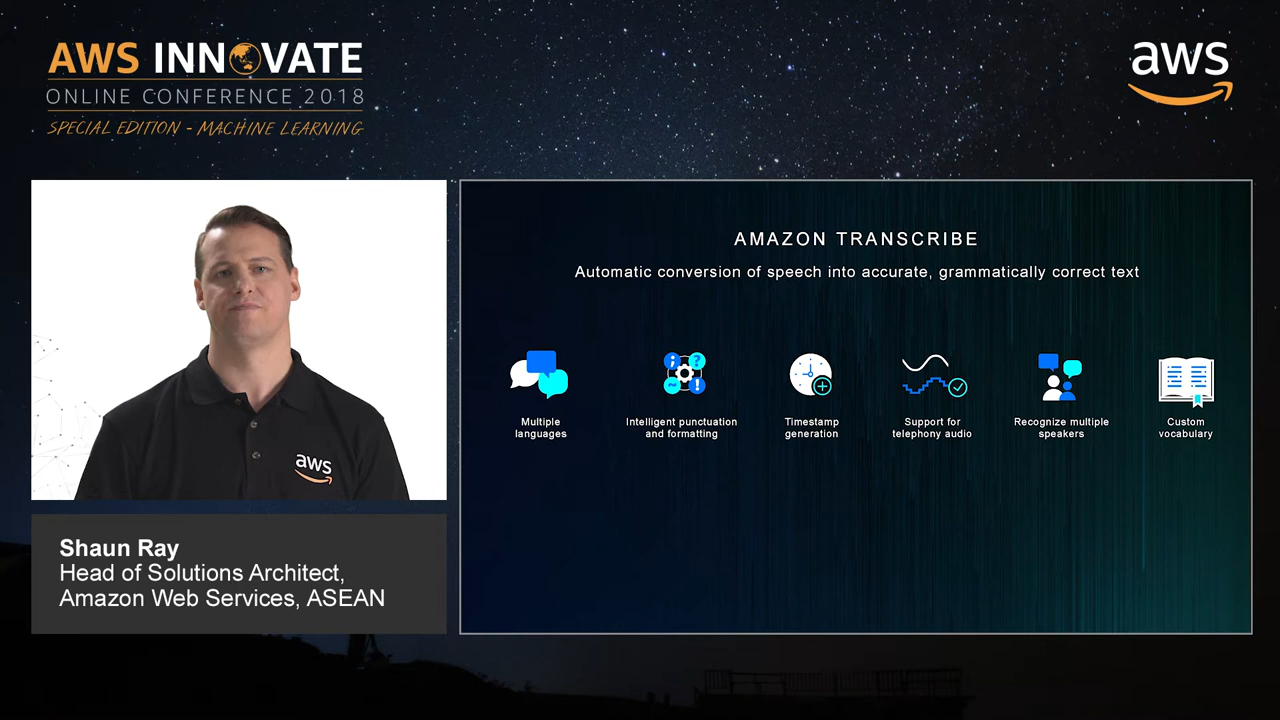 AWS INNOVATE
ONLINE CONFERENCE 2018
SPECIAL EDITION - MACHINE LEARNING
aws
aws
Shaun Ray
Head of Solutions Architect,
Amazon Web Services, ASEAN
AMAZON TRANSCRIBE
Automatic conversion of speech into accurate, grammatically correct text
Multiple
languages
Intelligent punctuation
and formatting
Timestamp
generation
Support for
telephony audio
Recognize multiple
speakers
Custom
vocabulary